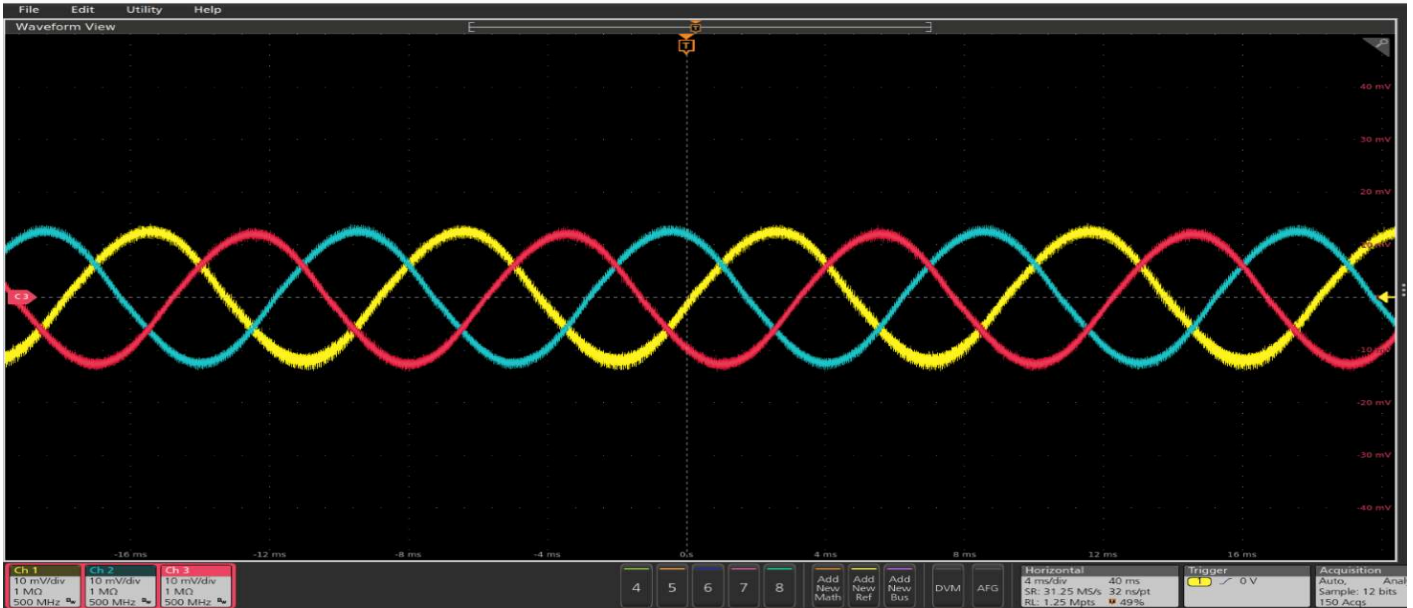 File Edit Utility Help
Waveform View
T
T
40 mV
30 mV
20 mV
10 mV
C 3
-10 mV
-20 mV
-30 mV
-40 mV
-16 ms -12 ms -8 ms -4 ms 0 s 4 ms 8 ms 12 ms 16 ms
Ch 1 Ch 2 Ch 3
10 mV/div 10 mV/div 10 mV/div
1 MΩ 1 MΩ 1 MΩ
500 MHz 500 MHz 500 MHz
4 5 6 7 8
Add New Math
Add New Ref
Add New Bus
DVM AFG
Horizontal
4 ms/div 40 ms
SR: 31.25 MS/s 32 ns/pt
RL: 1.25 Mpts 49%
Trigger
1 0 V
Acquisition
Auto, Anal
Sample: 12 bits
150 Acqs